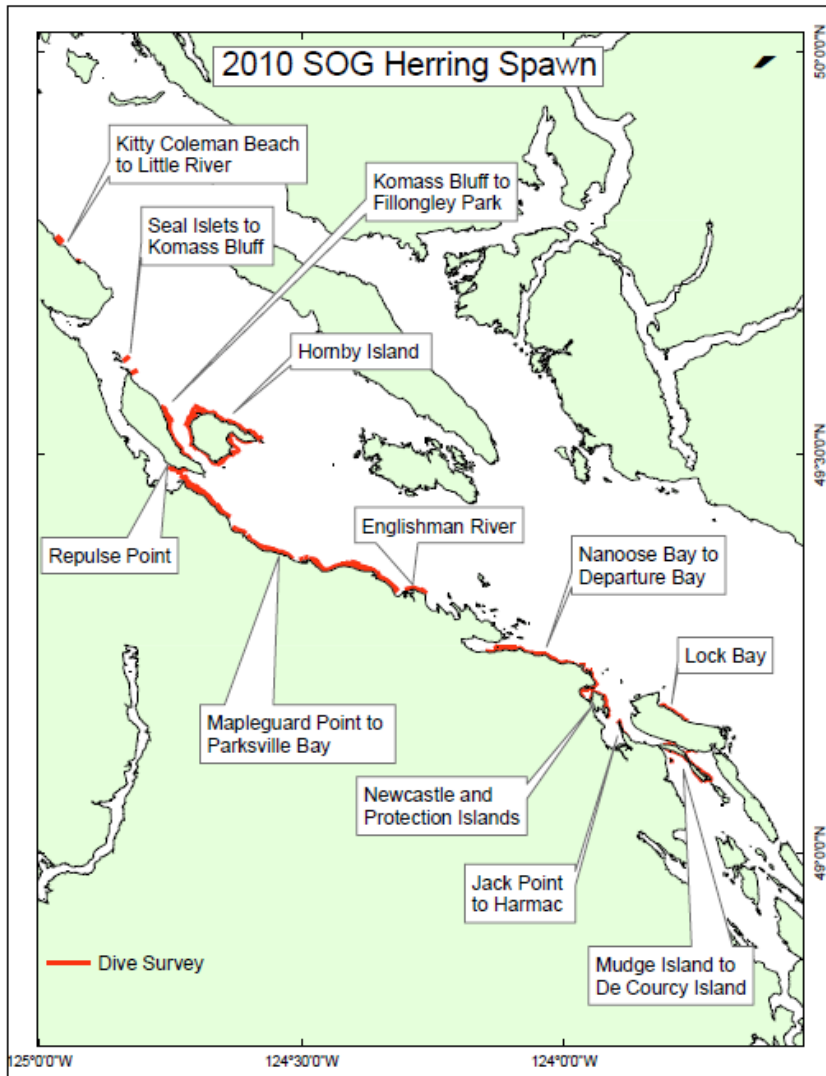 2010 SOG Herring Spawn
50°0'0"N
Kitty Coleman Beach
to Little River
Komass Bluff to
Fillongley Park
Seal Islets to
Komass Bluff
Hornby Island
49°30'0"N
Repulse Point
Englishman River
Nanoose Bay to
Departure Bay
Lock Bay
Mapleguard Point to
Parksville Bay
Newcastle and
Protection Islands
49°0'0"N
Jack Point
to Harmac
Mudge Island to
De Courcy Island
Dive Survey
125°0'0"W
124°30'0"W
124°0'0"W